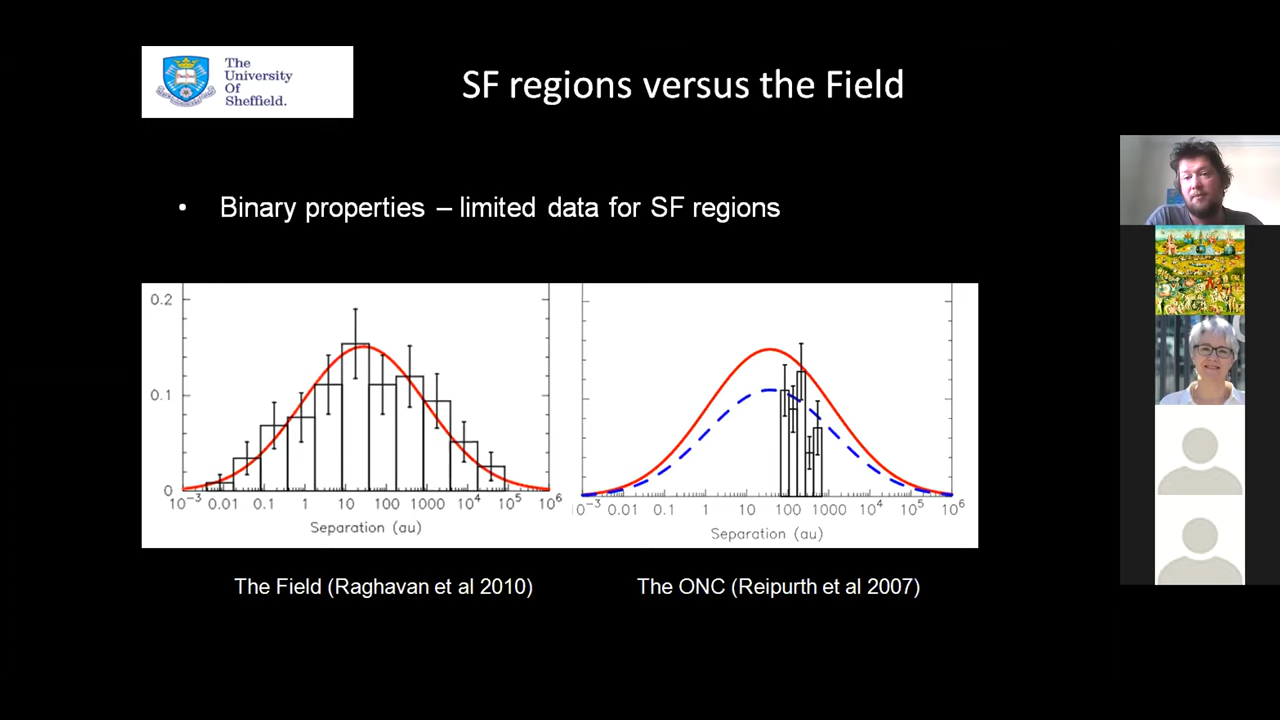 The
University
Of
Sheffield.
SF regions versus the Field
• Binary properties – limited data for SF regions
0.2
0.1
0
10⁻³ 0.01 0.1 1 10 100 1000 10⁴ 10⁵ 10⁶
Separation (au)
10⁻³ 0.01 0.1 1 10 100 1000 10⁴ 10⁵ 10⁶
Separation (au)
The Field (Raghavan et al 2010)
The ONC (Reipurth et al 2007)